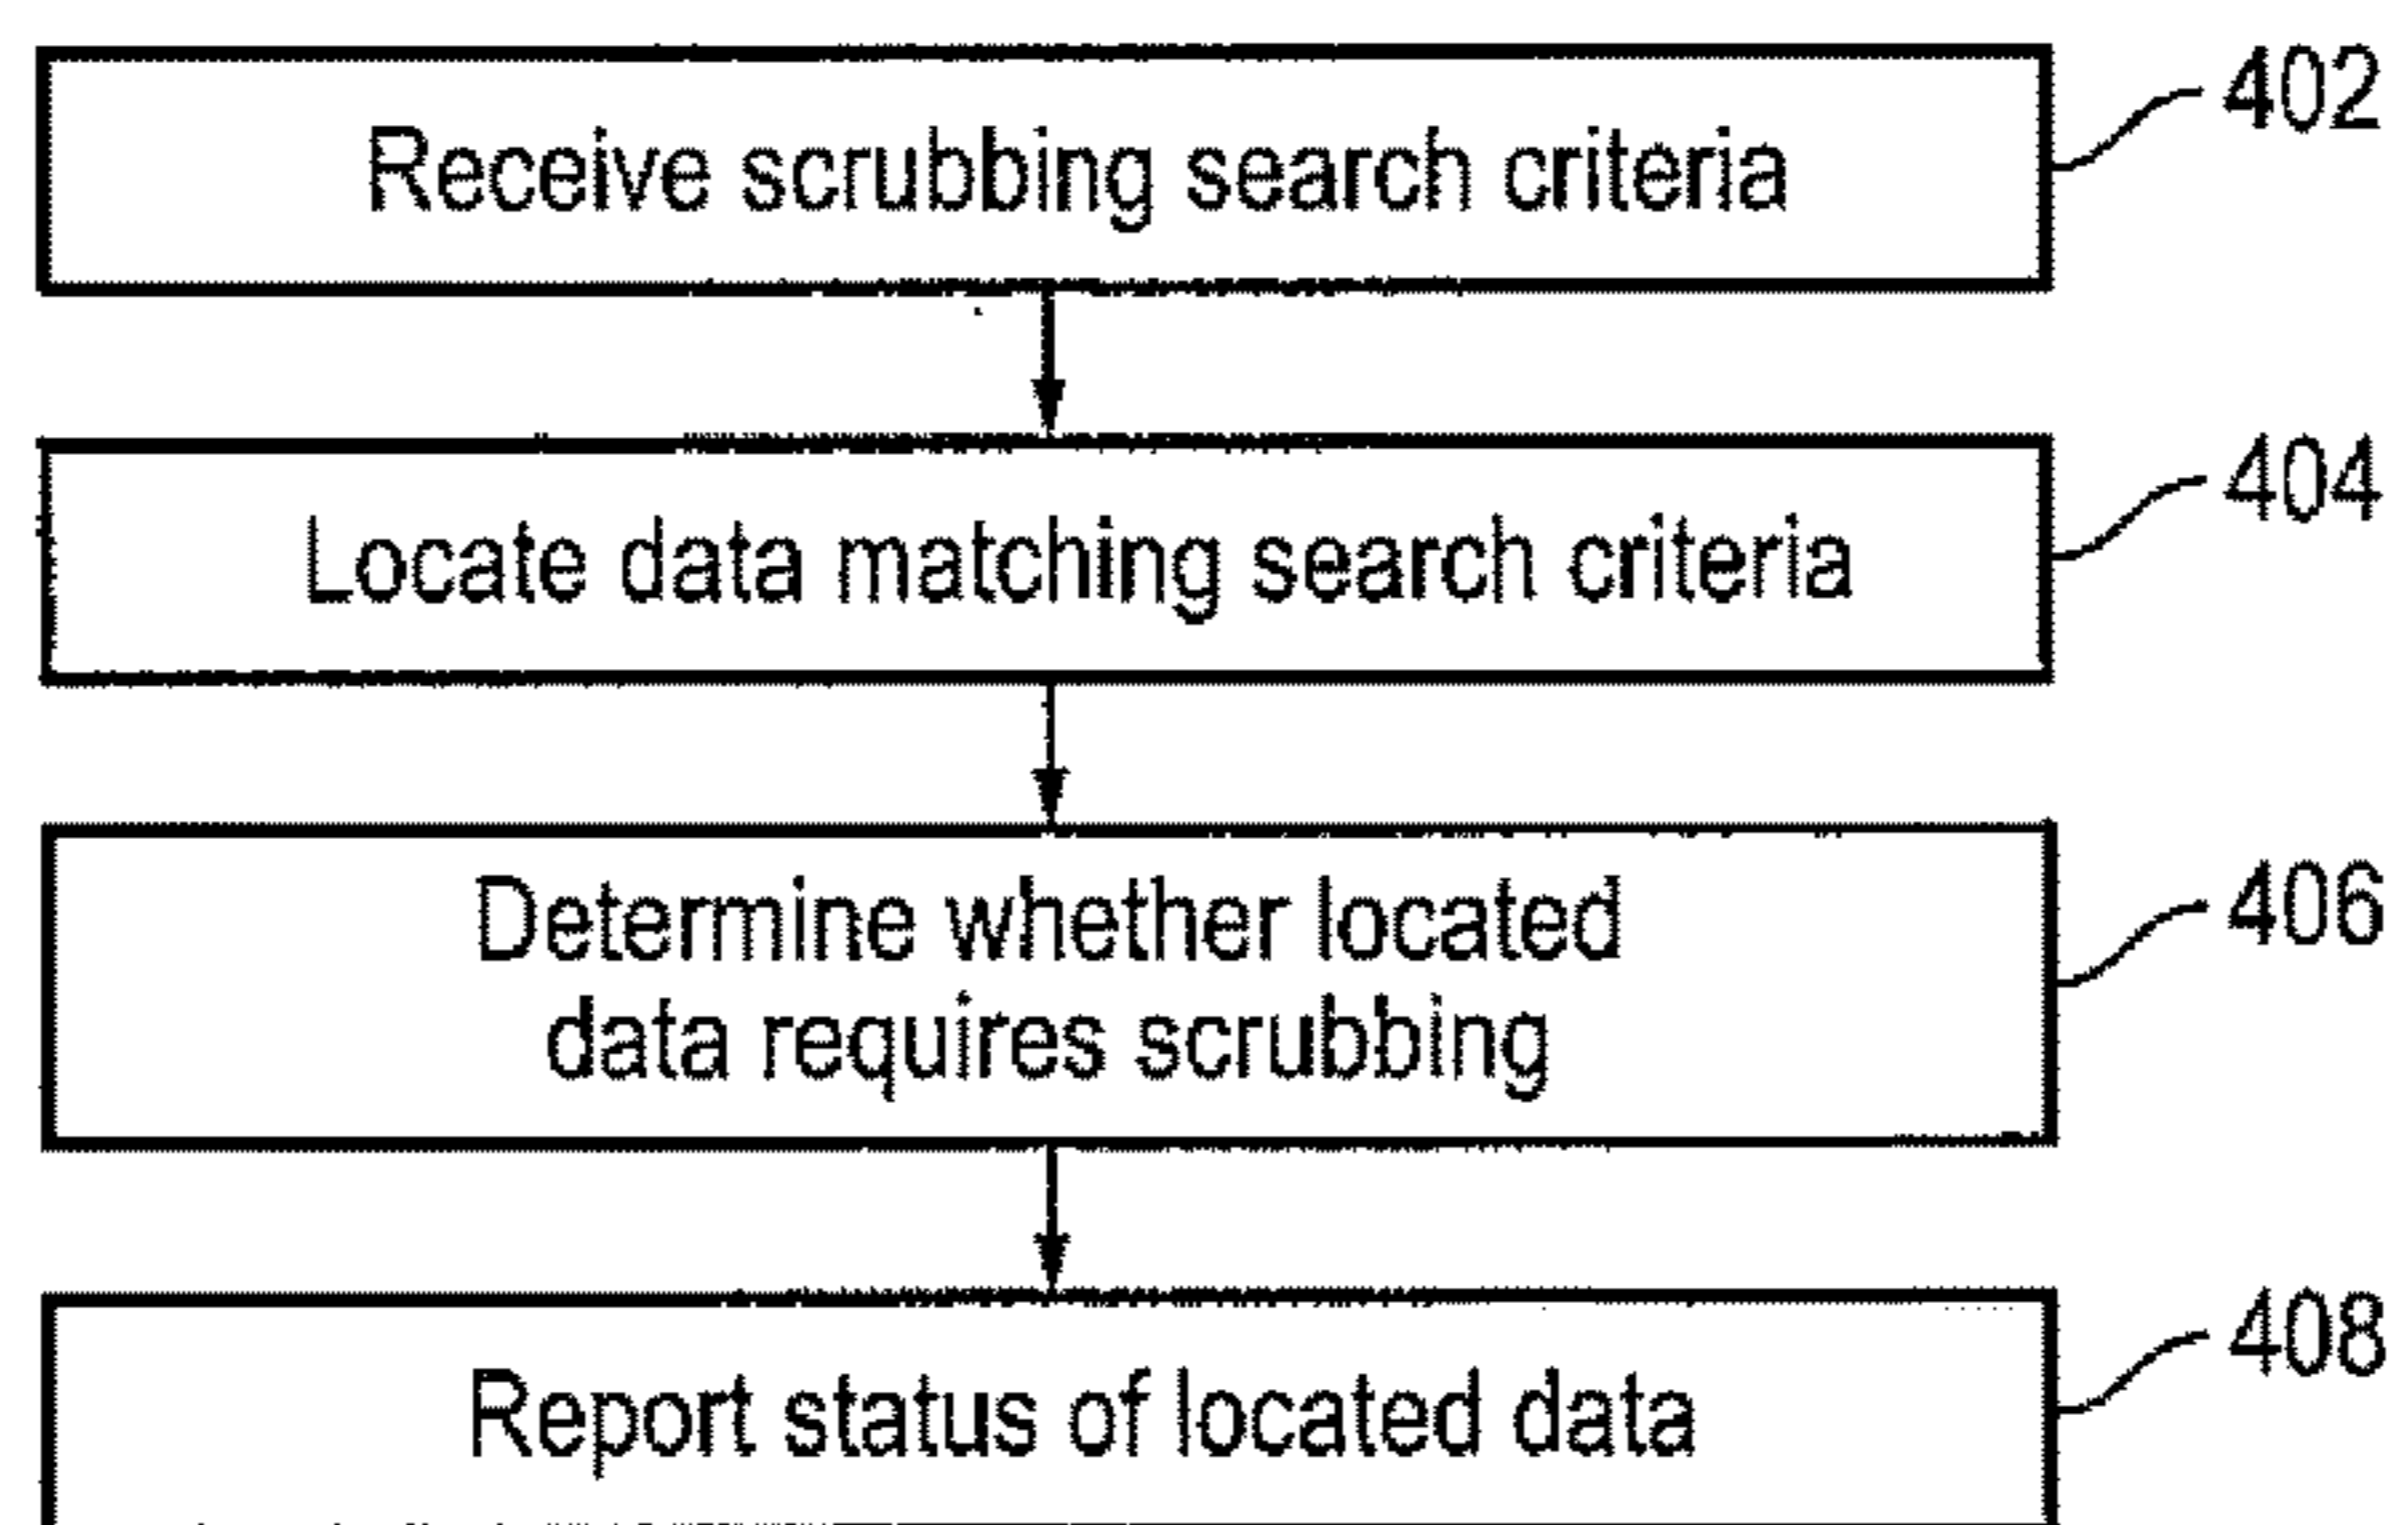 Receive scrubbing search criteria
402
Locate data matching search criteria
404
Determine whether located
data requires scrubbing
406
Report status of located data
408